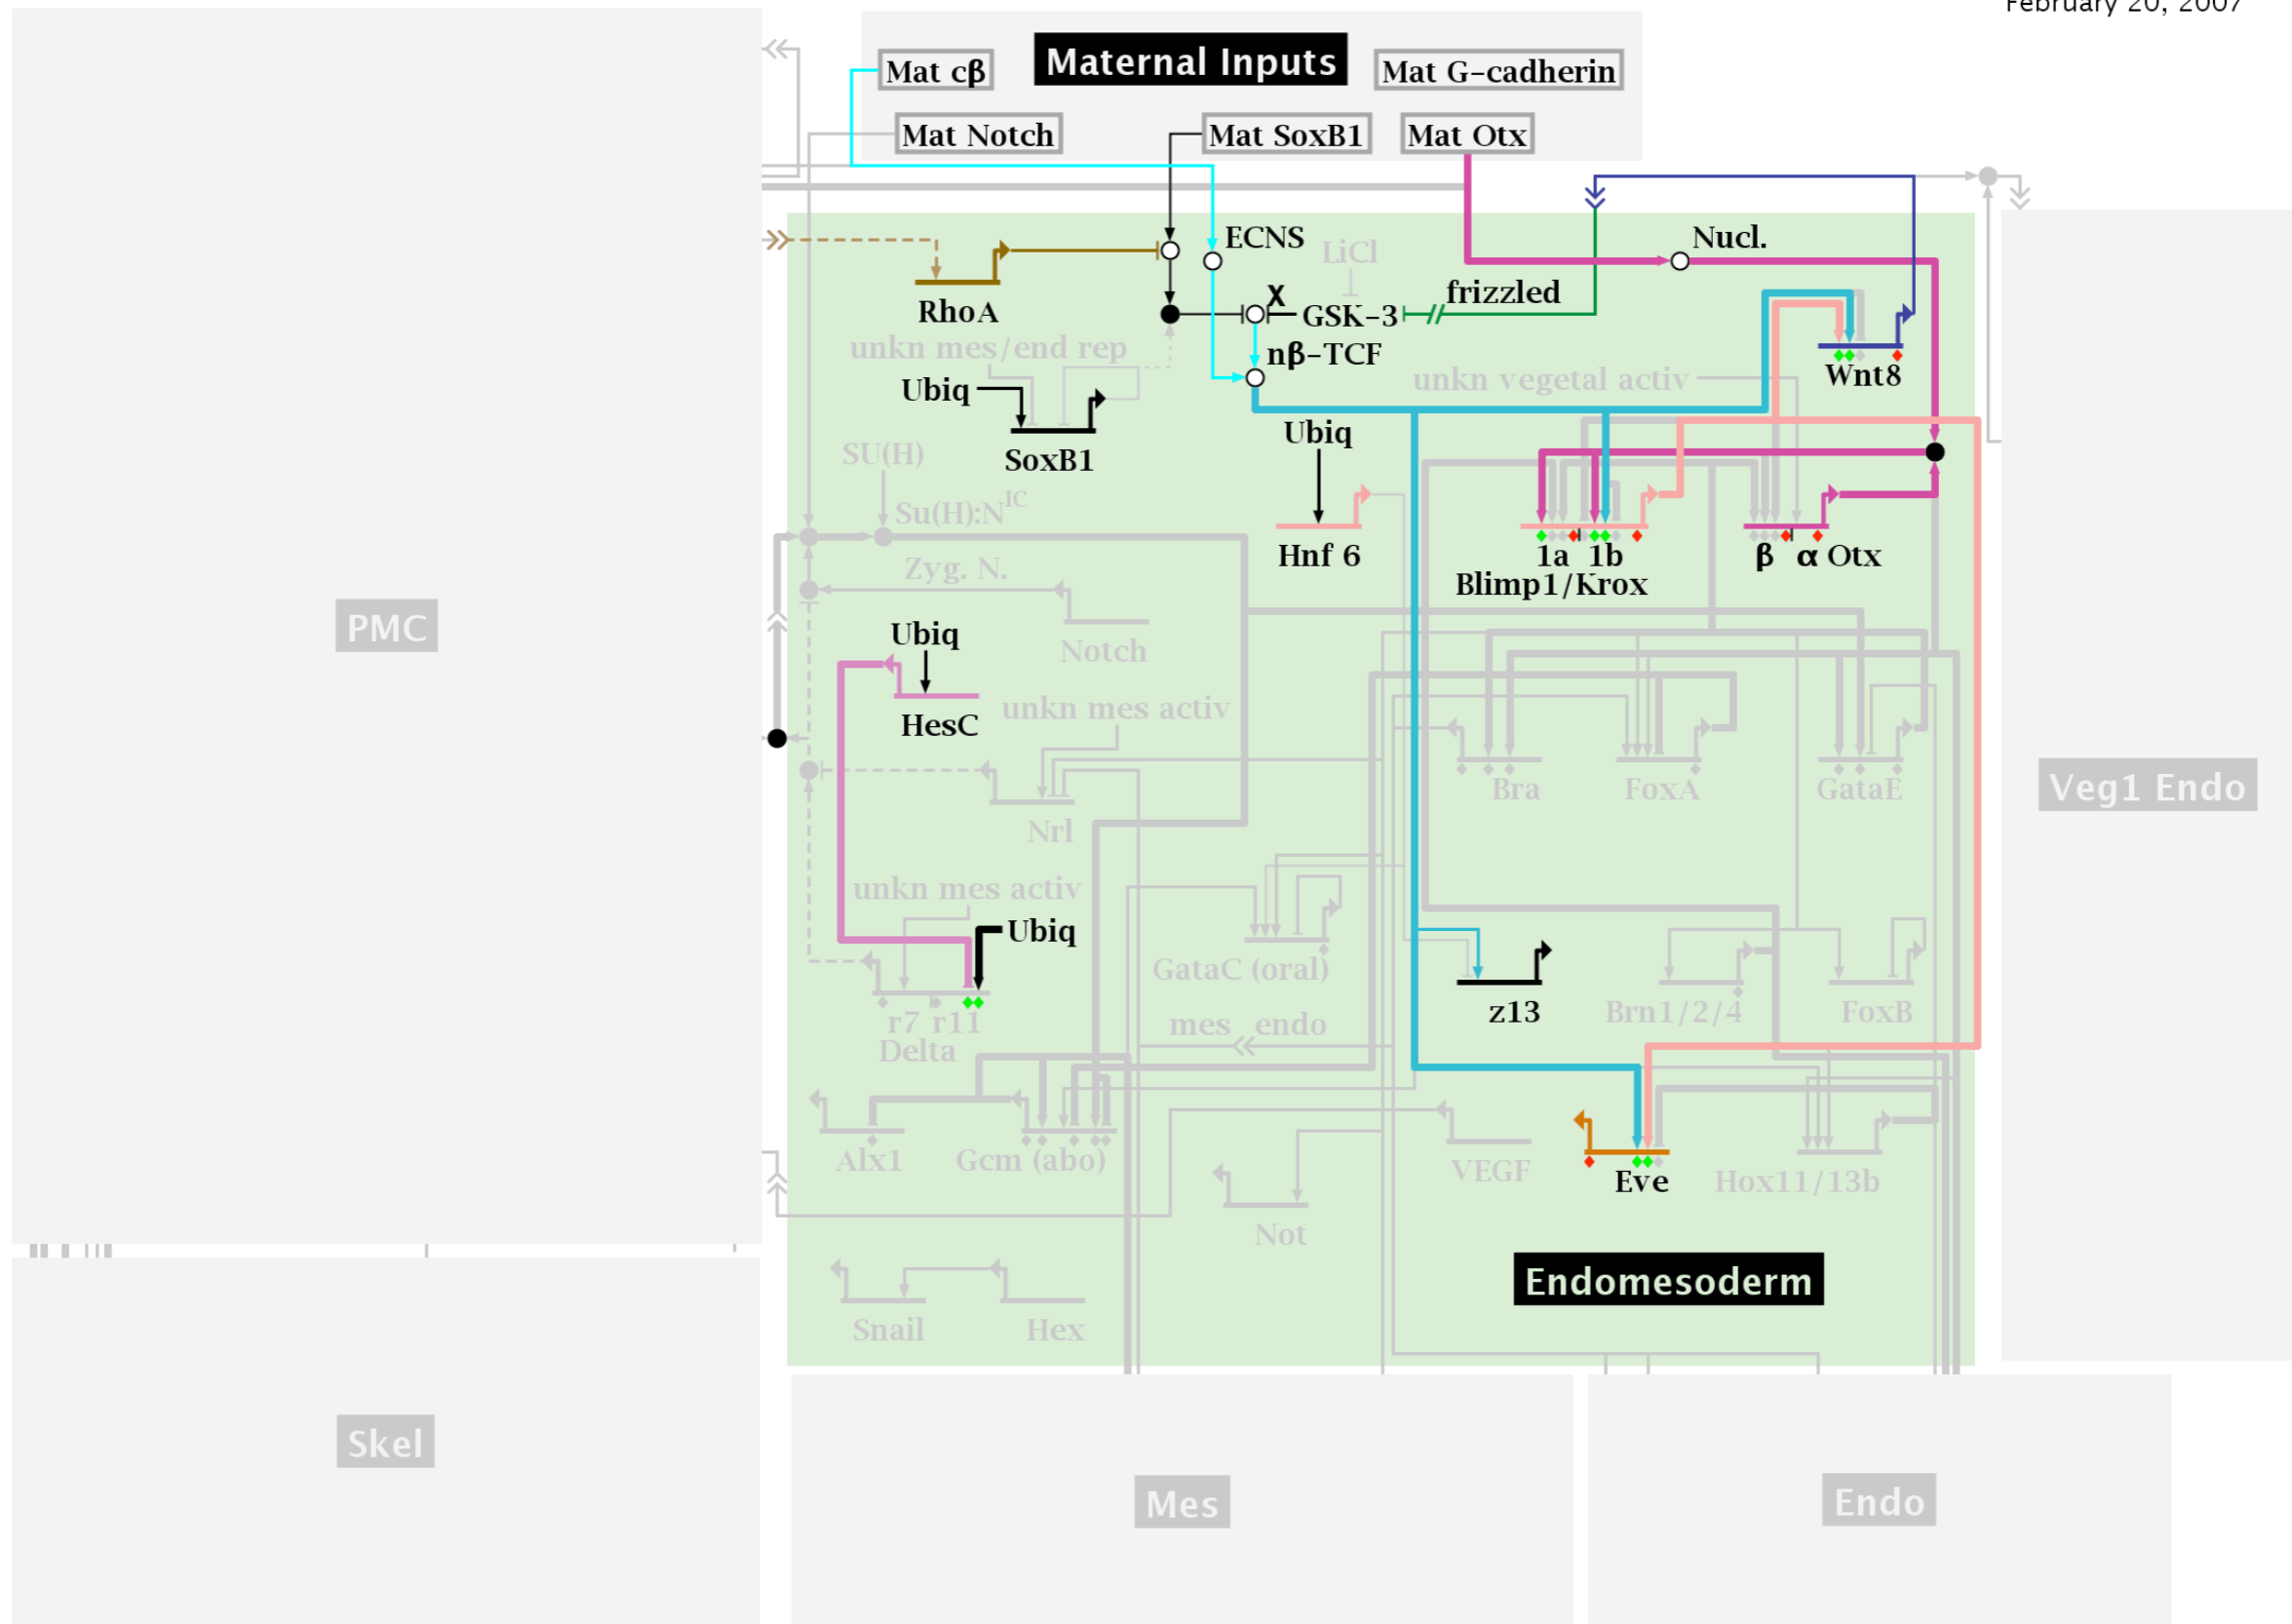 February 20, 2007
Maternal Inputs
Mat cβ
Mat G-cadherin
Mat Notch
Mat SoxB1
Mat Otx
ECNS
LiCl
Nucl.
RhoA
X
GSK-3
frizzled
unkn mes/end rep
nβ-TCF
unkn vegetal activ
Wnt8
Ubiq
SoxB1
Ubiq
SU(H)
Su(H):N^IC
Hnf 6
1a 1b
Blimp1/Krox
β α Otx
Zyg. N.
Notch
PMC
Ubiq
HesC
unkn mes activ
Nrl
Bra
FoxA
GataE
Veg1 Endo
unkn mes activ
Ubiq
GataC (oral)
r7 r11
Delta
mes endo
z13
Brn1/2/4
FoxB
Alx1
Gcm (abo)
VEGF
Eve
Hox11/13b
Not
Snail
Hex
Endomesoderm
Skel
Mes
Endo